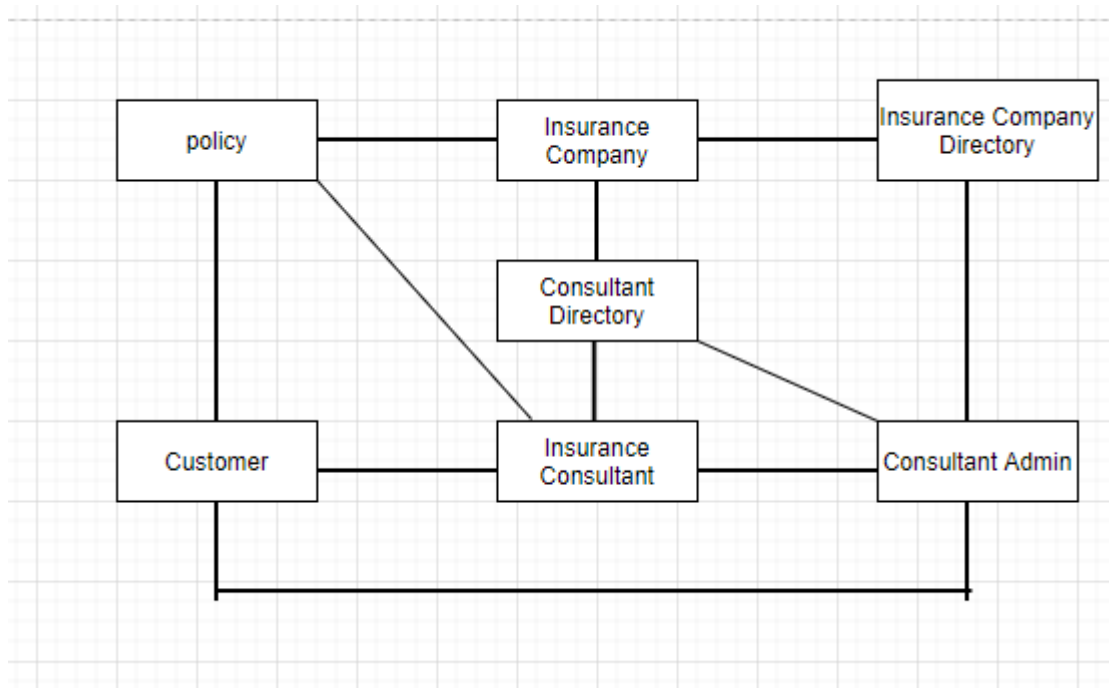 policy
Insurance
Company
Insurance Company
Directory
Consultant
Directory
Customer
Insurance
Consultant
Consultant Admin